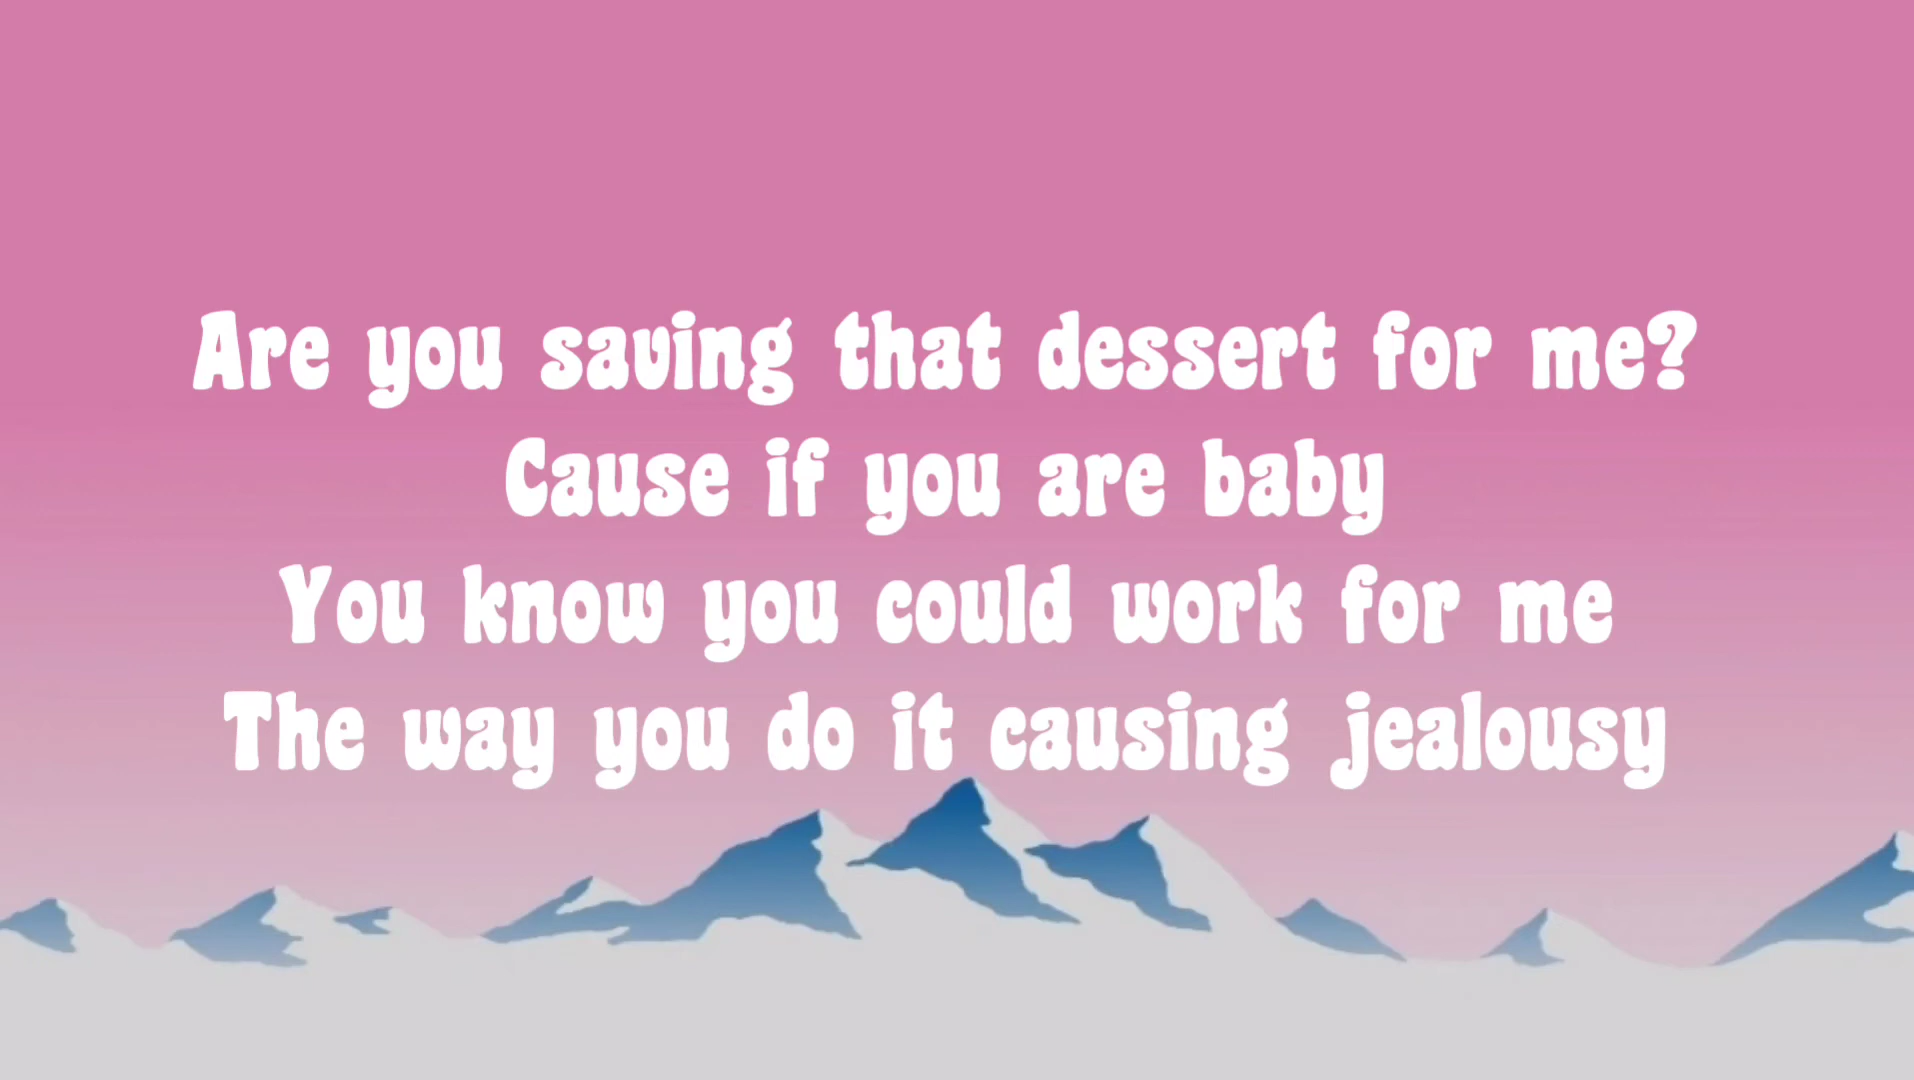 Are you saving that dessert for me?
Cause if you are baby
You know you could work for me
The way you do it causing jealousy